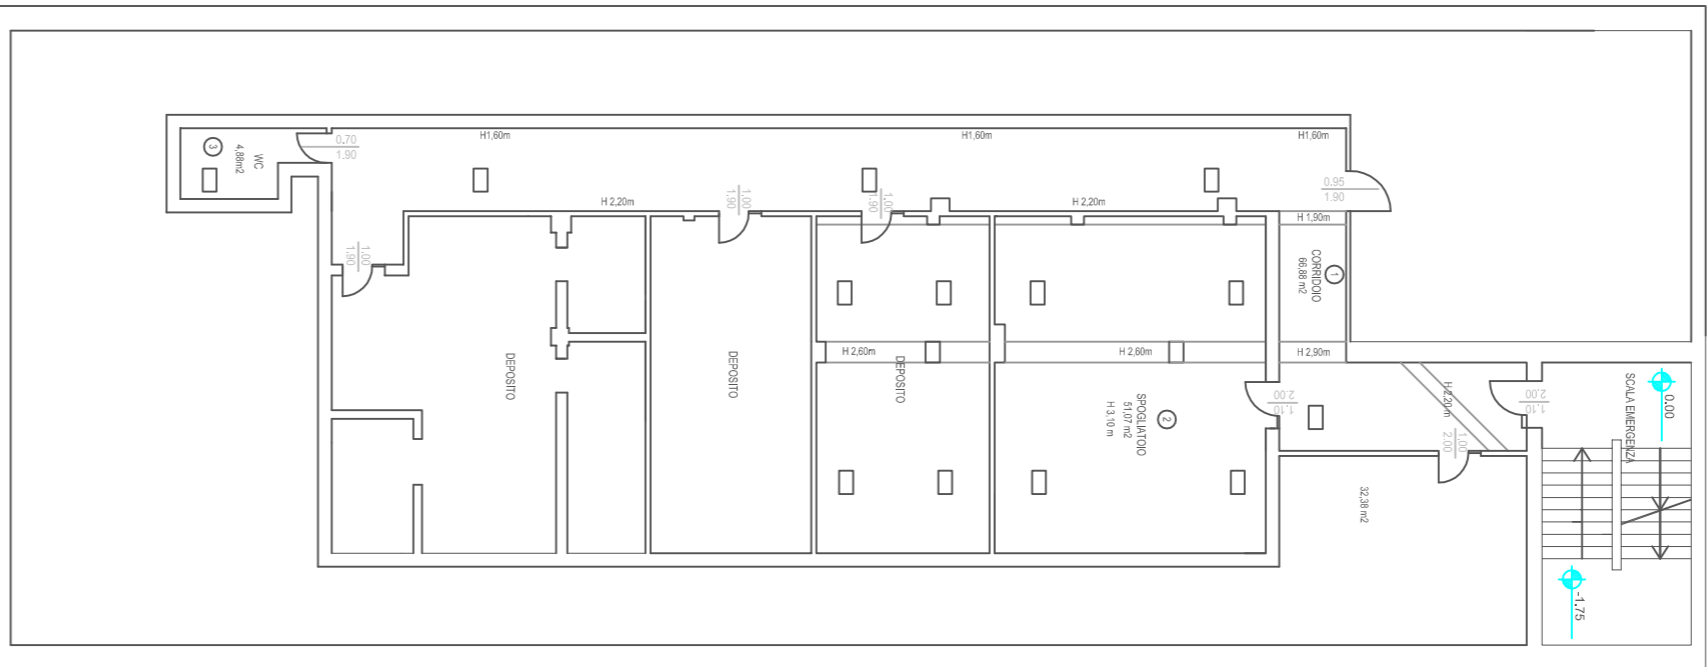 H1,60m
H1,60m
H1,60m
0.70
1.90
3
WC
4,88m2
0.95
1.90
H 2,20m
1.00
1.90
1.00
1.90
H 2,20m
H 1,90m
1.00
1.90
1
CORRIDOIO
66,88 m2
H 2,60m
H 2,60m
H 2,90m
DEPOSITO
DEPOSITO
DEPOSITO
2
SPOGLIATOIO
51,07 m2
H 3,10 m
1.10
2.00
H 2,20m
1.10
2.00
1.00
2.00
SCALA EMERGENZA
0.00
32,38 m2
-1.75